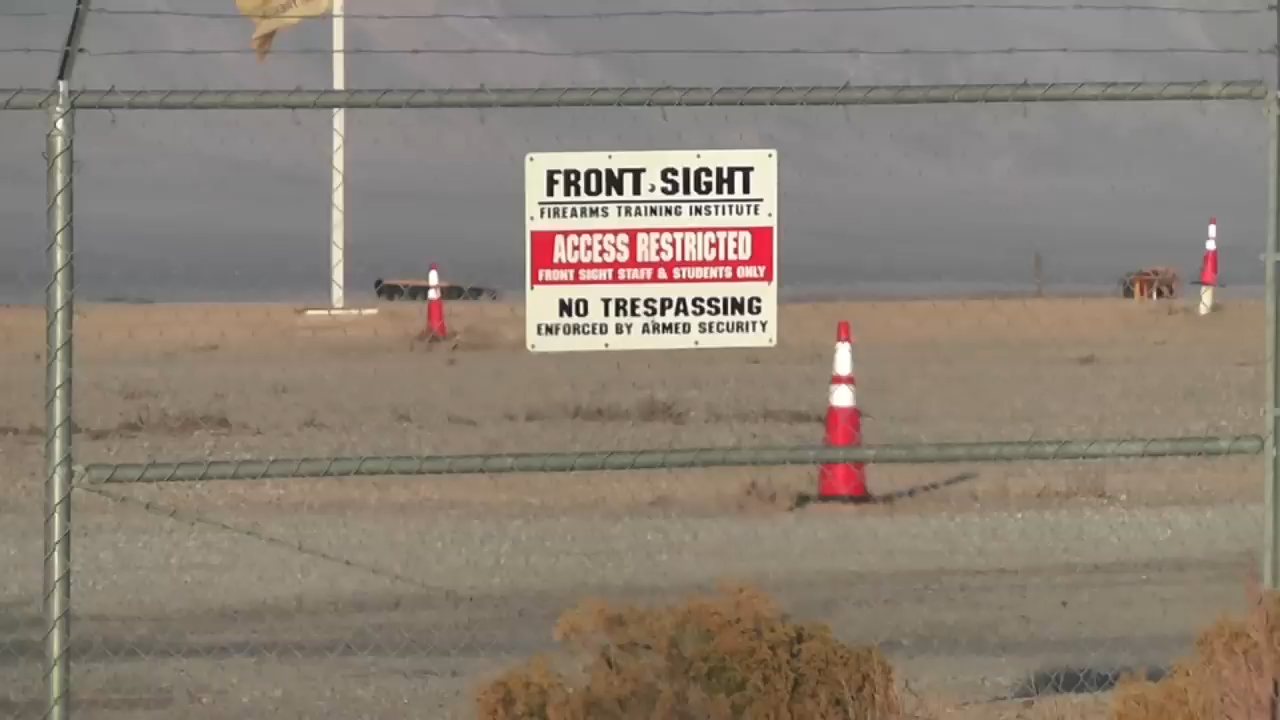 FRONT SIGHT
FIREARMS TRAINING INSTITUTE
ACCESS RESTRICTED
FRONT SIGHT STAFF & STUDENTS ONLY
NO TRESPASSING
ENFORCED BY ARMED SECURITY